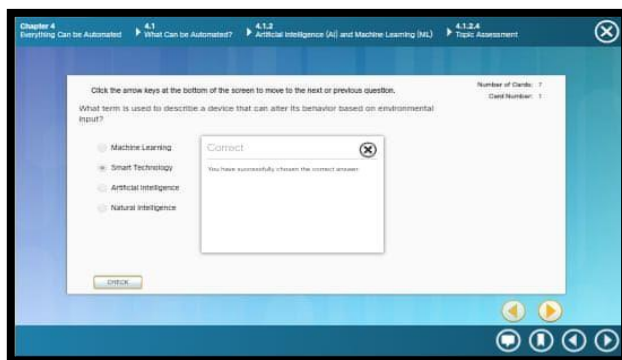 Chapter 4
Everything Can be Automated
4.1
What Can be Automated?
4.1.2
Artificial Intelligence (AI) and Machine Learning (ML)
4.1.2.4
Topic Assessment
Click the arrow keys at the bottom of the screen to move to the next or previous question.
Number of Cards: 7
Card Number: 1
What term is used to describe a device that can alter its behavior based on environmental
input?
Machine Learning
Smart Technology
Artificial Intelligence
Natural Intelligence
Correct
You have successfully chosen the correct answer
CHECK